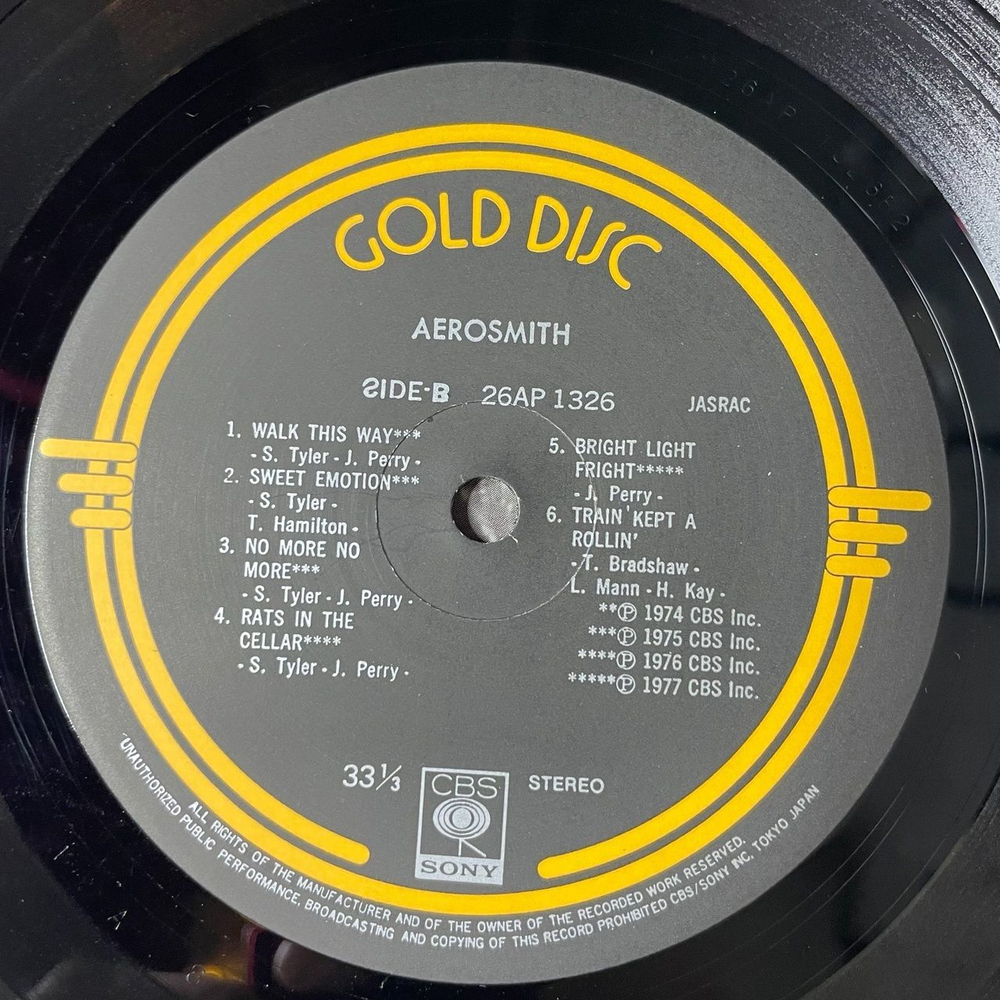 GOLD DISC
AEROSMITH
SIDE-B 26AP 1326 JASRAC
1. WALK THIS WAY***
- S. Tyler - J. Perry -
2. SWEET EMOTION***
- S. Tyler -
T. Hamilton -
3. NO MORE NO
MORE***
- S. Tyler - J. Perry -
4. RATS IN THE
CELLAR****
- S. Tyler - J. Perry -
5. BRIGHT LIGHT
FRIGHT*****
- J. Perry -
6. TRAIN KEPT A
ROLLIN'
- T. Bradshaw -
L. Mann - H. Kay -
**Ⓟ 1974 CBS Inc.
***Ⓟ 1975 CBS Inc.
****Ⓟ 1976 CBS Inc.
*****Ⓟ 1977 CBS Inc.
33⅓ STEREO
CBS
SONY
ALL RIGHTS OF THE MANUFACTURER AND OF THE OWNER OF THE RECORDED WORK RESERVED.
UNAUTHORIZED PUBLIC PERFORMANCE, BROADCASTING AND COPYING OF THIS RECORD PROHIBITED CBS/SONY INC. TOKYO JAPAN